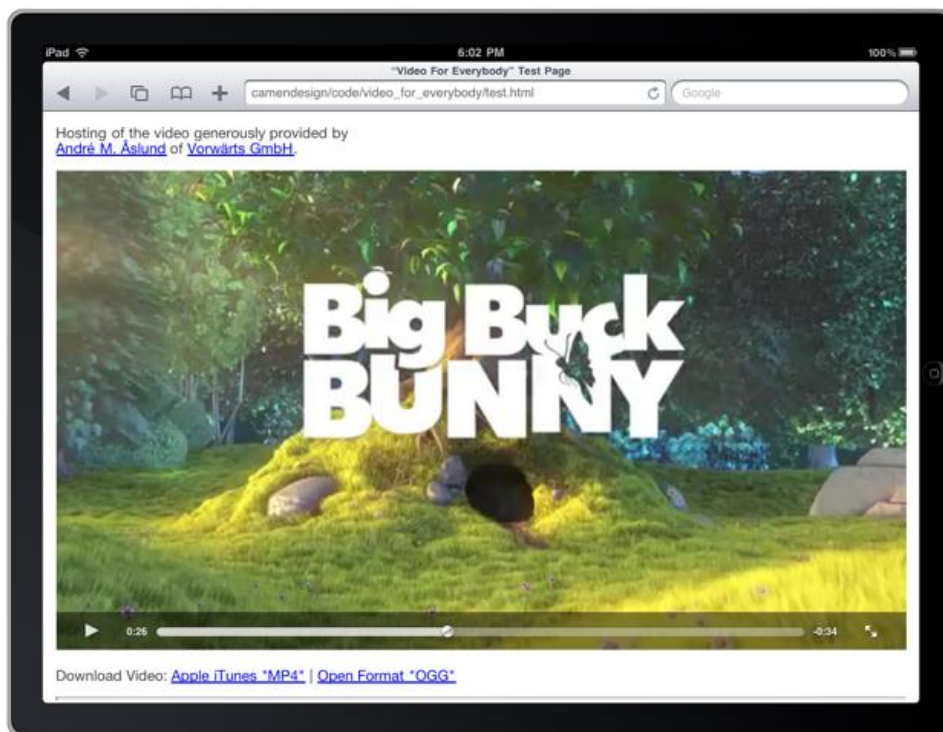 iPad 6:02 PM 100%
"Video For Everybody" Test Page
camendesign/code/video_for_everybody/test.html Google
Hosting of the video generously provided by
André M. Åslund of Vorwärts GmbH.
Big Buck
BUNNY
0:26 -0:34
Download Video: Apple iTunes "MP4" | Open Format "OGG"